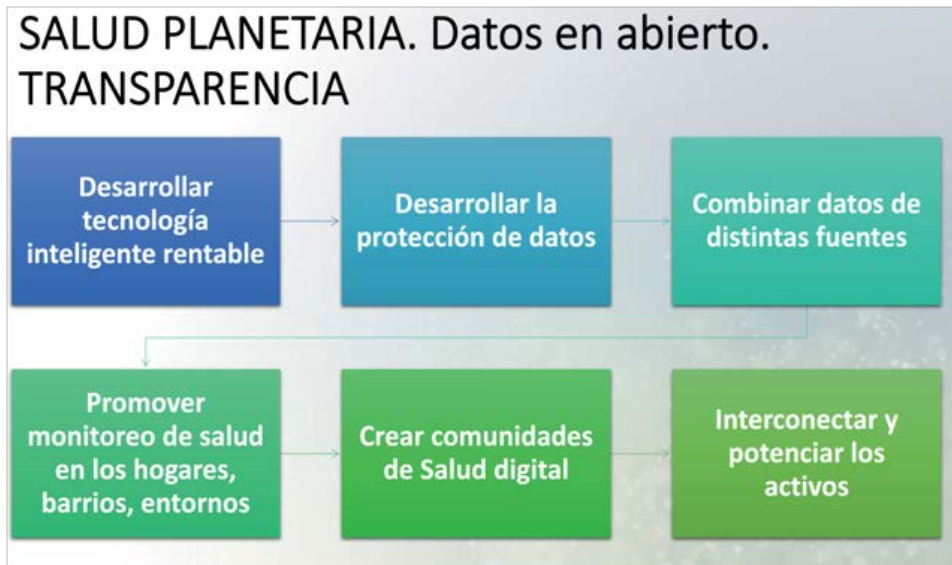 SALUD PLANETARIA. Datos en abierto.
TRANSPARENCIA
Desarrollar
tecnología
inteligente rentable
Desarrollar la
protección de datos
Combinar datos de
distintas fuentes
Promover
monitoreo de salud
en los hogares,
barrios, entornos
Crear comunidades
de Salud digital
Interconectar y
potenciar los
activos